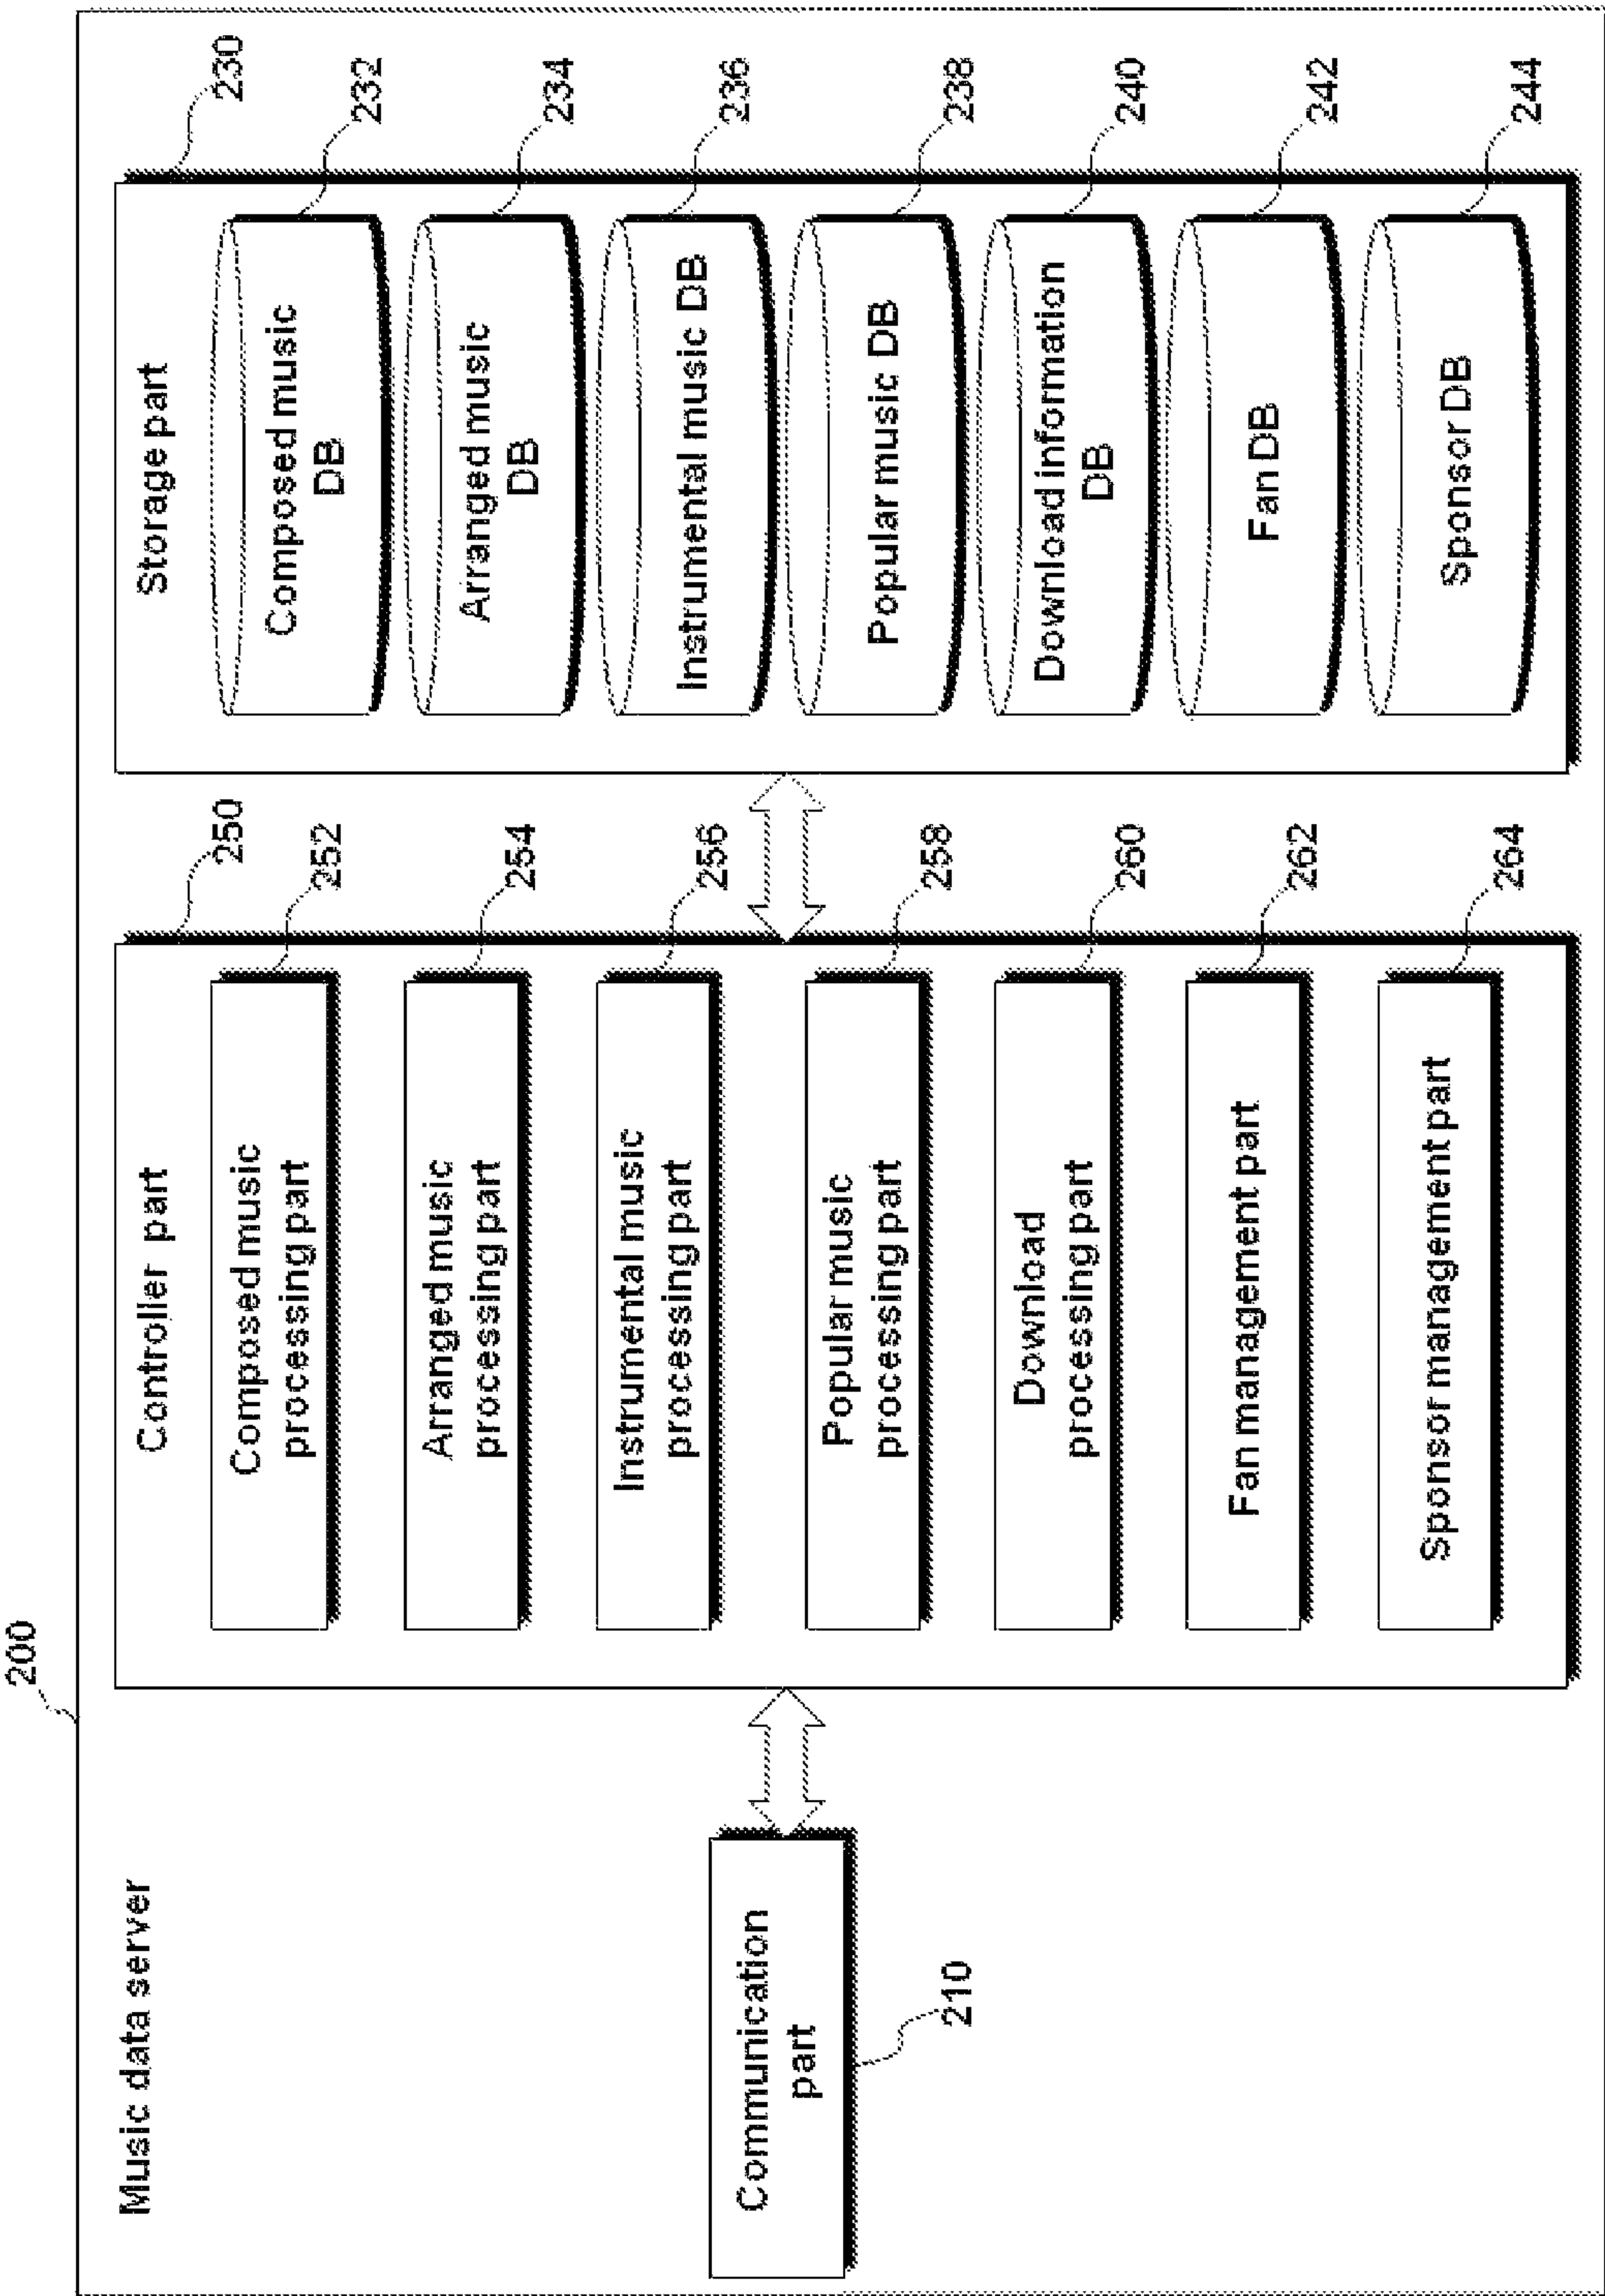 200
Music data server
Communication
part
210
Controller part
250
Composed music
processing part
252
Arranged music
processing part
254
Instrumental music
processing part
256
Popular music
processing part
258
Download
processing part
260
Fan management part
262
Sponsor management part
264
Storage part
230
Composed music
DB
232
Arranged music
DB
234
Instrumental music DB
236
Popular music DB
238
Download information
DB
240
Fan DB
242
Sponsor DB
244